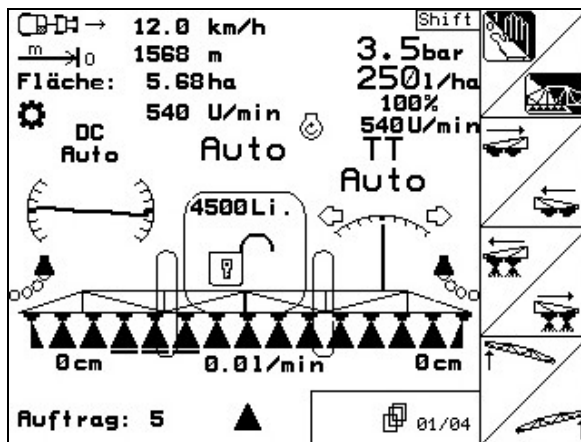 Shift
12.0 km/h
m 0 1568 m
3.5bar
Fläche: 5.68ha
250l/ha
100%
540 U/min
540U/min
DC
Auto
Auto
TT
Auto
4500Li.
0cm 0.0l/min 0cm
Auftrag: 5
01/04